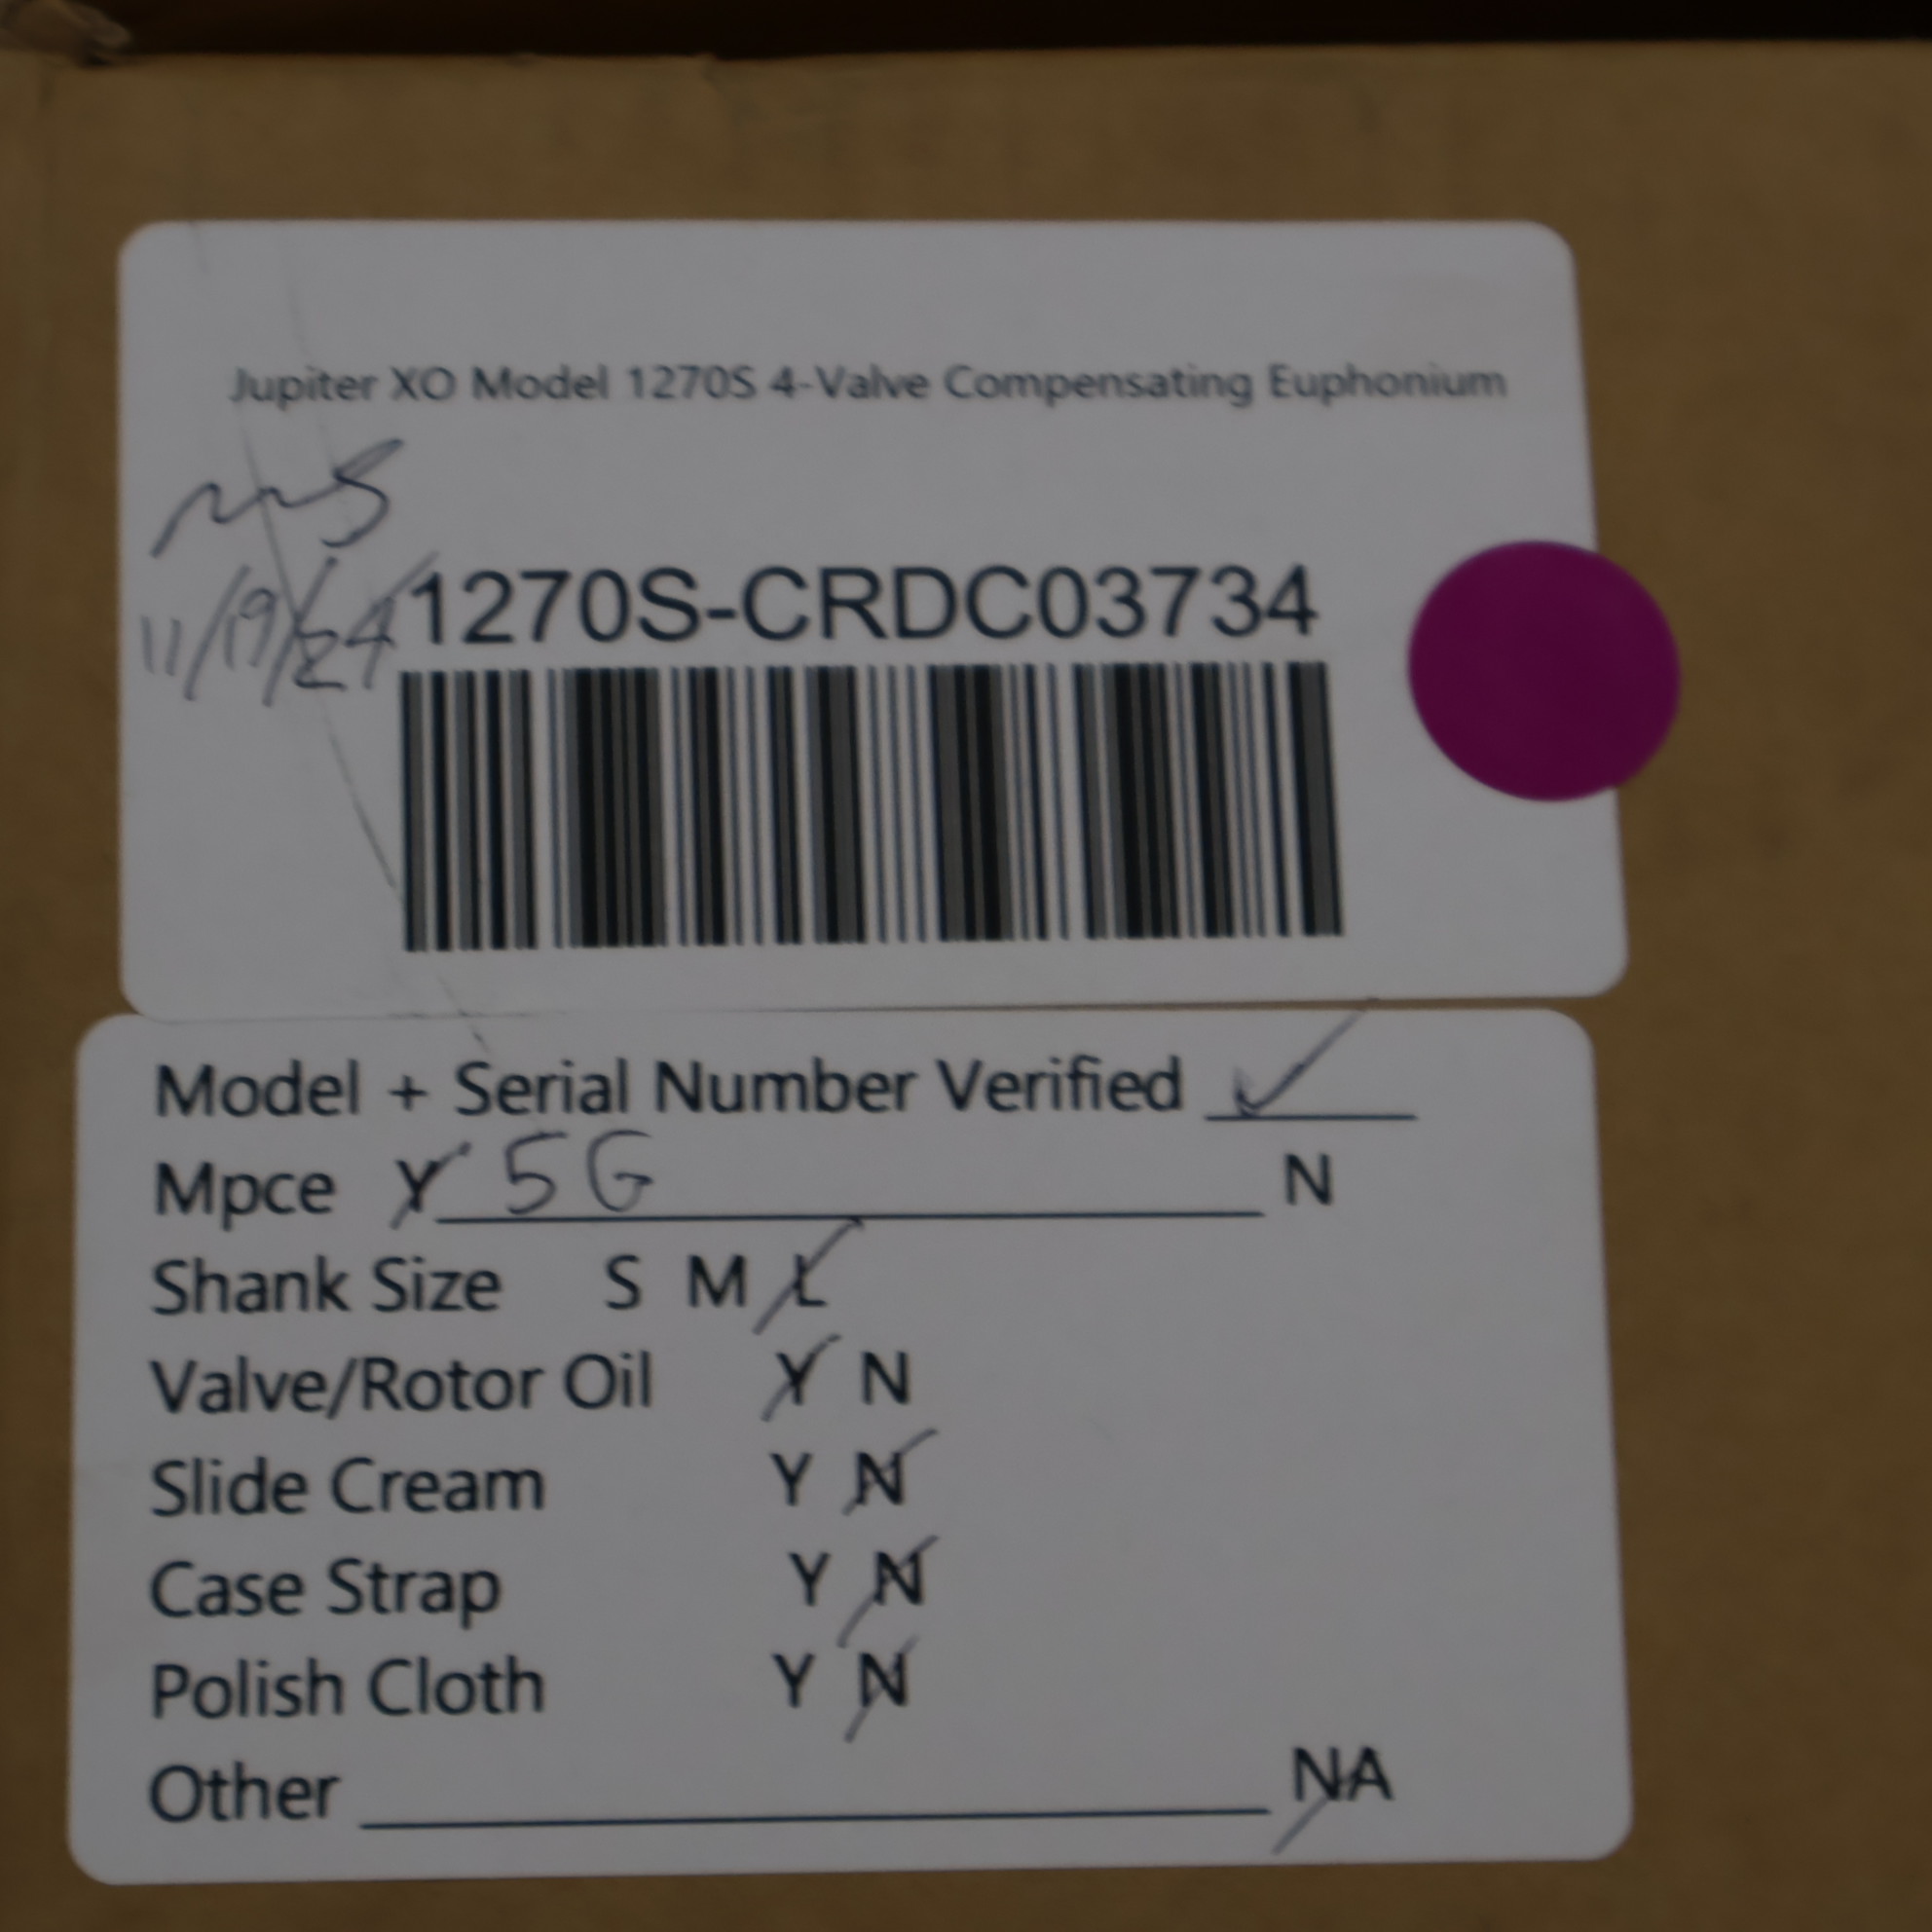 Jupiter XO Model 1270S 4-Valve Compensating Euphonium
MS
11/19/24
1270S-CRDC03734
Model + Serial Number Verified ✓
Mpce Y 5G N
Shank Size S M L
Valve/Rotor Oil Y N
Slide Cream Y N
Case Strap Y N
Polish Cloth Y N
Other NA